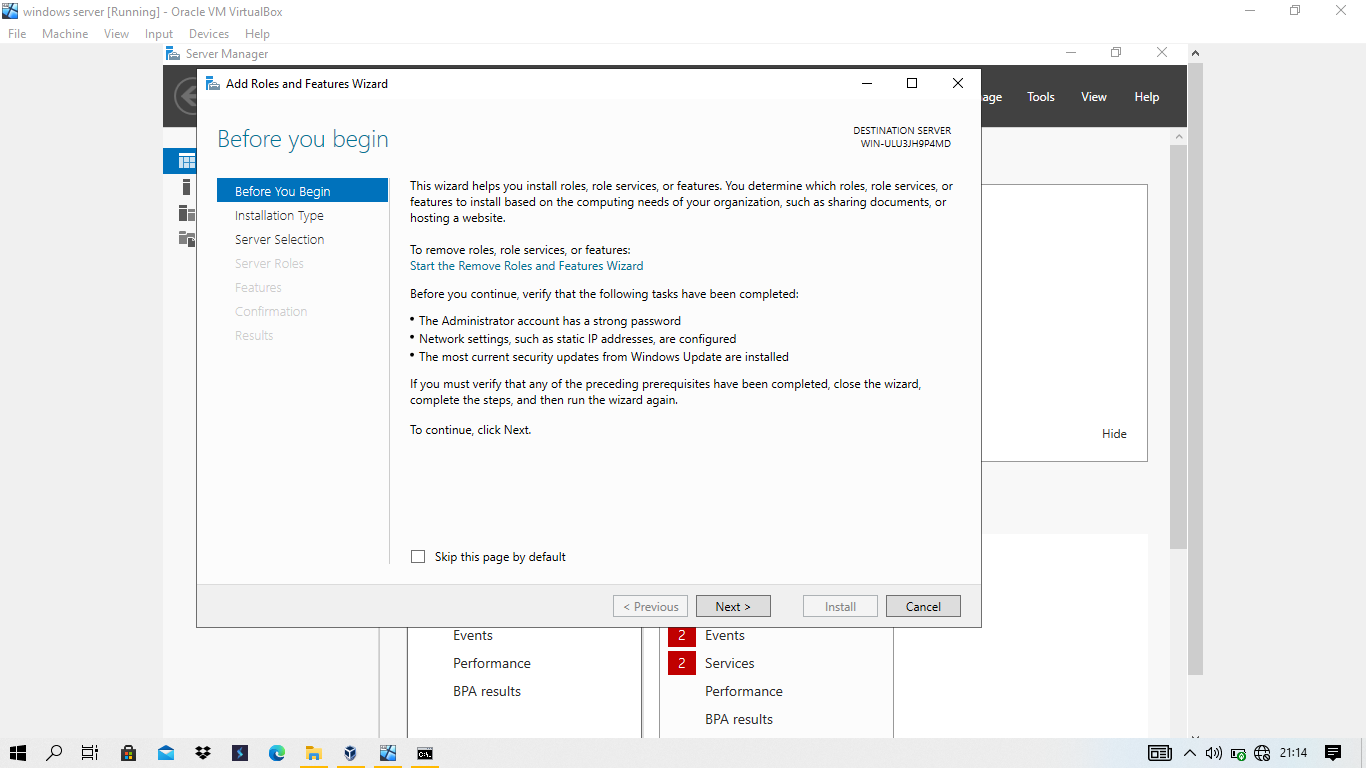 windows server [Running] - Oracle VM VirtualBox
File Machine View Input Devices Help
Server Manager
Add Roles and Features Wizard
Tools View Help
Before you begin
DESTINATION SERVER
WIN-ULU3JH9P4MD
Before You Begin
Installation Type
Server Selection
Server Roles
Features
Confirmation
Results
This wizard helps you install roles, role services, or features. You determine which roles, role services, or
features to install based on the computing needs of your organization, such as sharing documents, or
hosting a website.
To remove roles, role services, or features:
Start the Remove Roles and Features Wizard
Before you continue, verify that the following tasks have been completed:
• The Administrator account has a strong password
• Network settings, such as static IP addresses, are configured
• The most current security updates from Windows Update are installed
If you must verify that any of the preceding prerequisites have been completed, close the wizard,
complete the steps, and then run the wizard again.
To continue, click Next.
Hide
Skip this page by default
< Previous Next > Install Cancel
Events
Performance
BPA results
2 Events
2 Services
Performance
BPA results
21:14